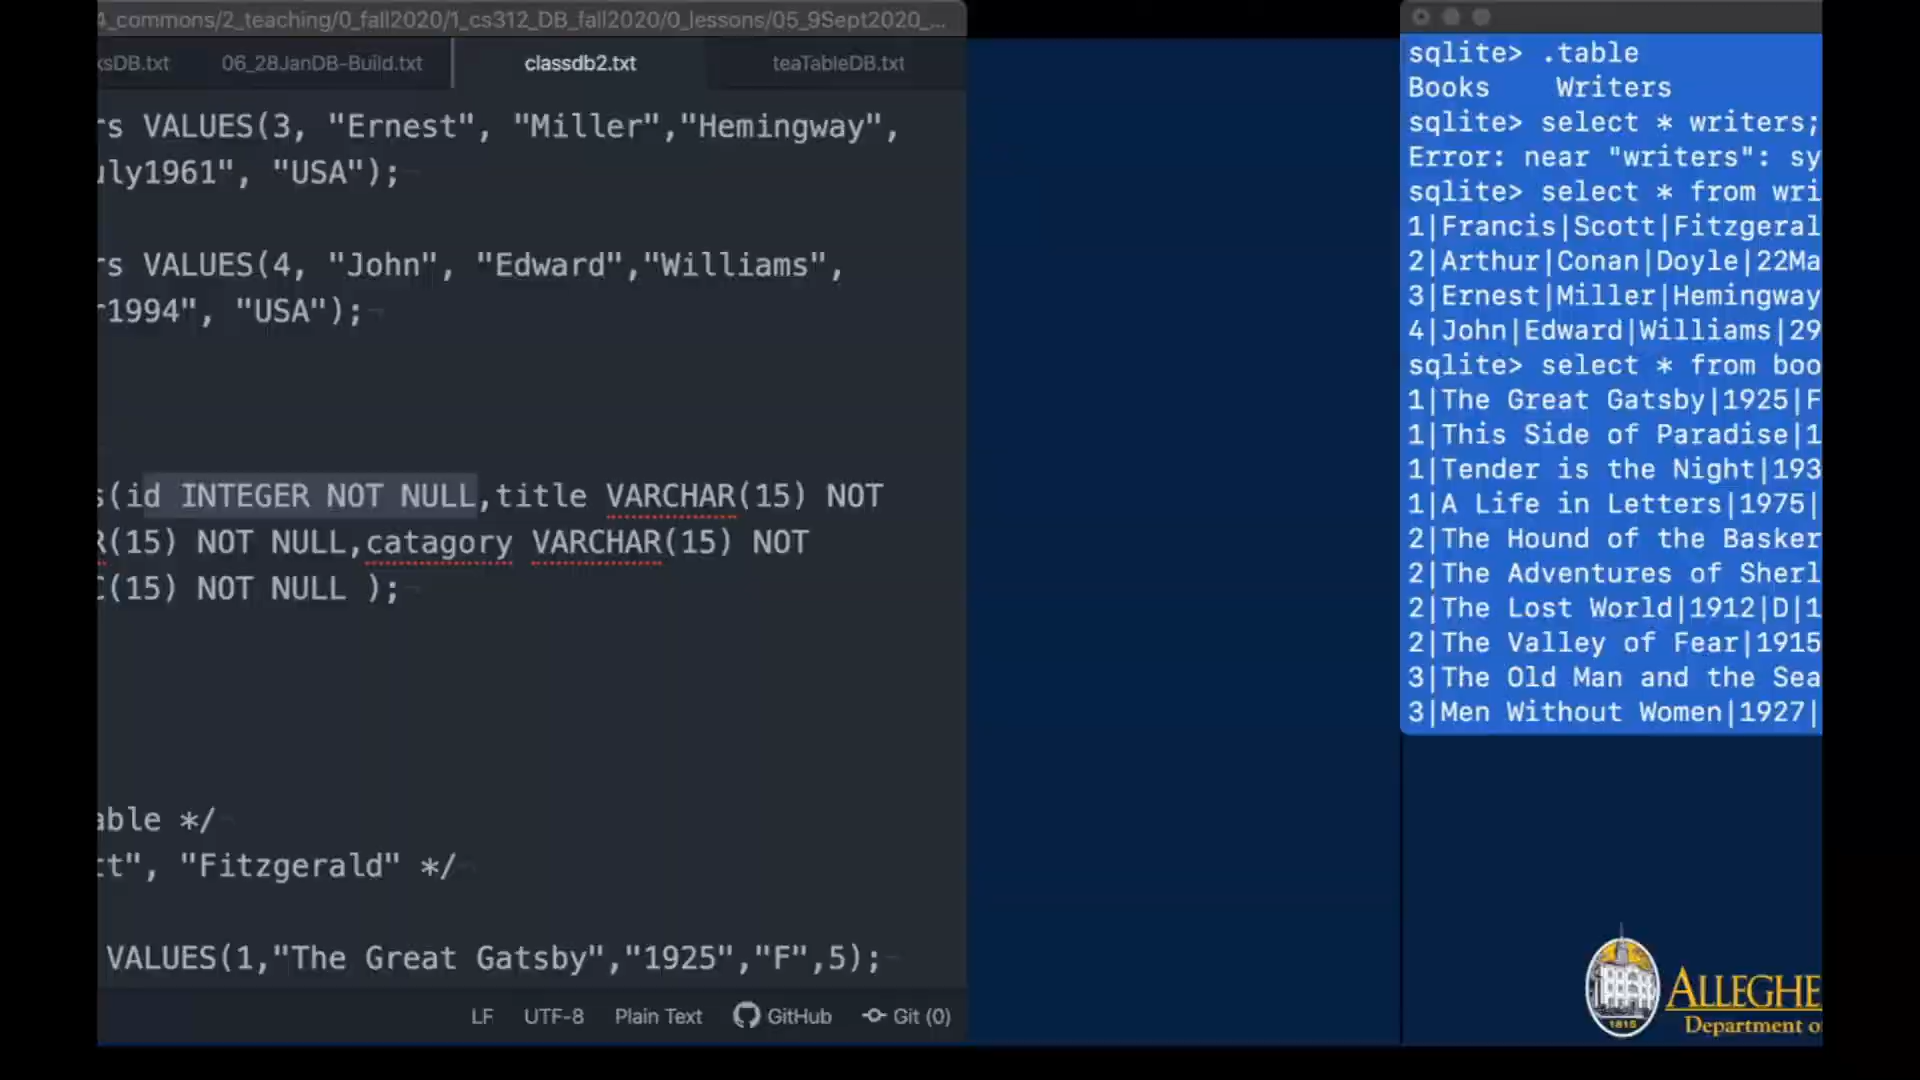 4_commons/2_teaching/0_fall2020/1_cs312_DB_fall2020/0_lessons/05_9Sept2020_...
ksDB.txt 06_28JanDB-Build.txt classdb2.txt teaTableDB.txt
rs VALUES(3, "Ernest", "Miller","Hemingway",
uly1961", "USA");
rs VALUES(4, "John", "Edward","Williams",
r1994", "USA");
s(id INTEGER NOT NULL,title VARCHAR(15) NOT
R(15) NOT NULL,catagory VARCHAR(15) NOT
C(15) NOT NULL );
able */
tt", "Fitzgerald" */
VALUES(1,"The Great Gatsby","1925","F",5);
LF UTF-8 Plain Text GitHub Git (0)
sqlite> .table
Books Writers
sqlite> select * writers;
Error: near "writers": sy
sqlite> select * from wri
1|Francis|Scott|Fitzgeral
2|Arthur|Conan|Doyle|22Ma
3|Ernest|Miller|Hemingway
4|John|Edward|Williams|29
sqlite> select * from boo
1|The Great Gatsby|1925|F
1|This Side of Paradise|1
1|Tender is the Night|193
1|A Life in Letters|1975|
2|The Hound of the Basker
2|The Adventures of Sherl
2|The Lost World|1912|D|1
2|The Valley of Fear|1915
3|The Old Man and the Sea
3|Men Without Women|1927|
1815
ALLEGHE
Department o